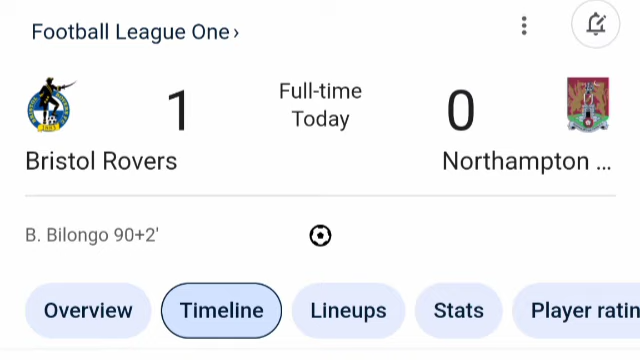 Football League One ›
1 Full-time 0
Today
Bristol Rovers Northampton ...
B. Bilongo 90+2'
Overview Timeline Lineups Stats Player ratin